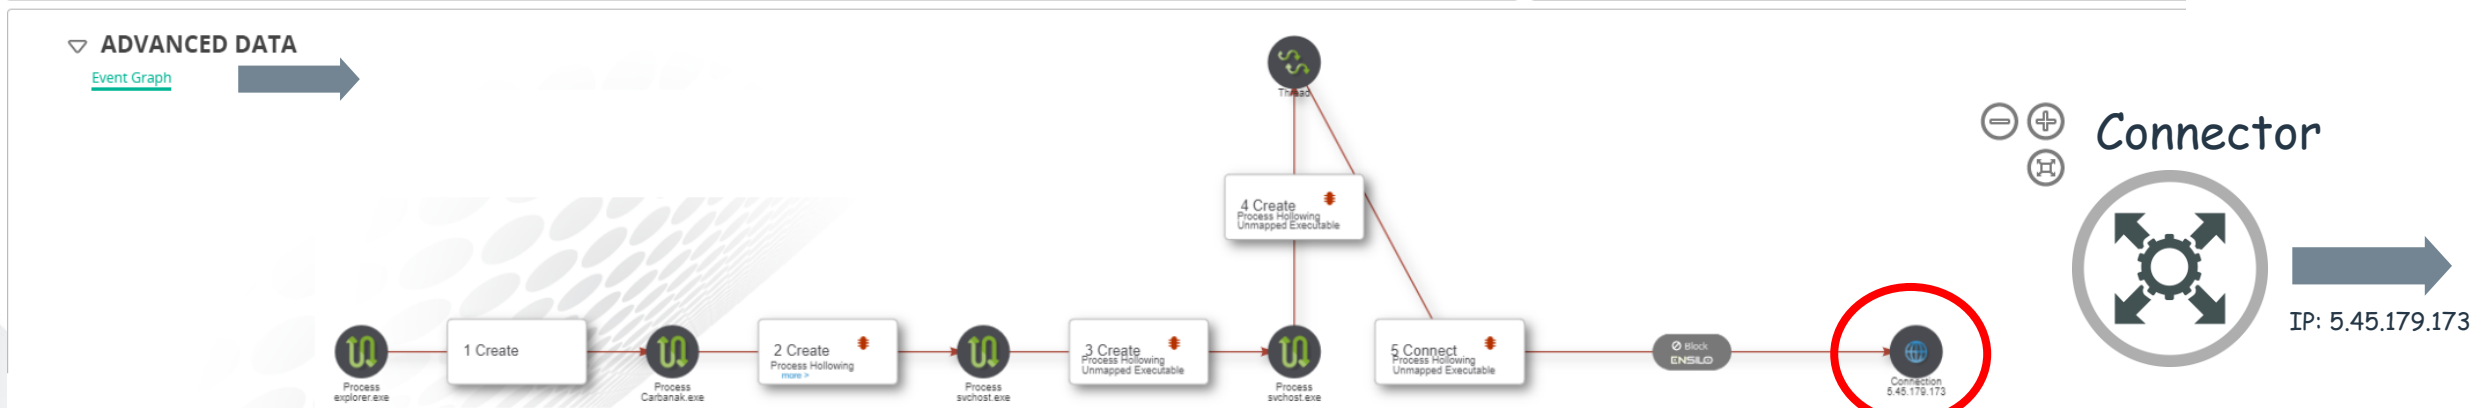 ADVANCED DATA
Event Graph
Thread
Connector
4 Create
Process Hollowing
Unmapped Executable
IP: 5.45.179.173
1 Create
2 Create
Process Hollowing
more >
3 Create
Process Hollowing
Unmapped Executable
5 Connect
Process Hollowing
Unmapped Executable
Block
ENSILO
Process
explorer.exe
Process
Carbanak.exe
Process
svchost.exe
Process
svchost.exe
Connection
5.45.179.173